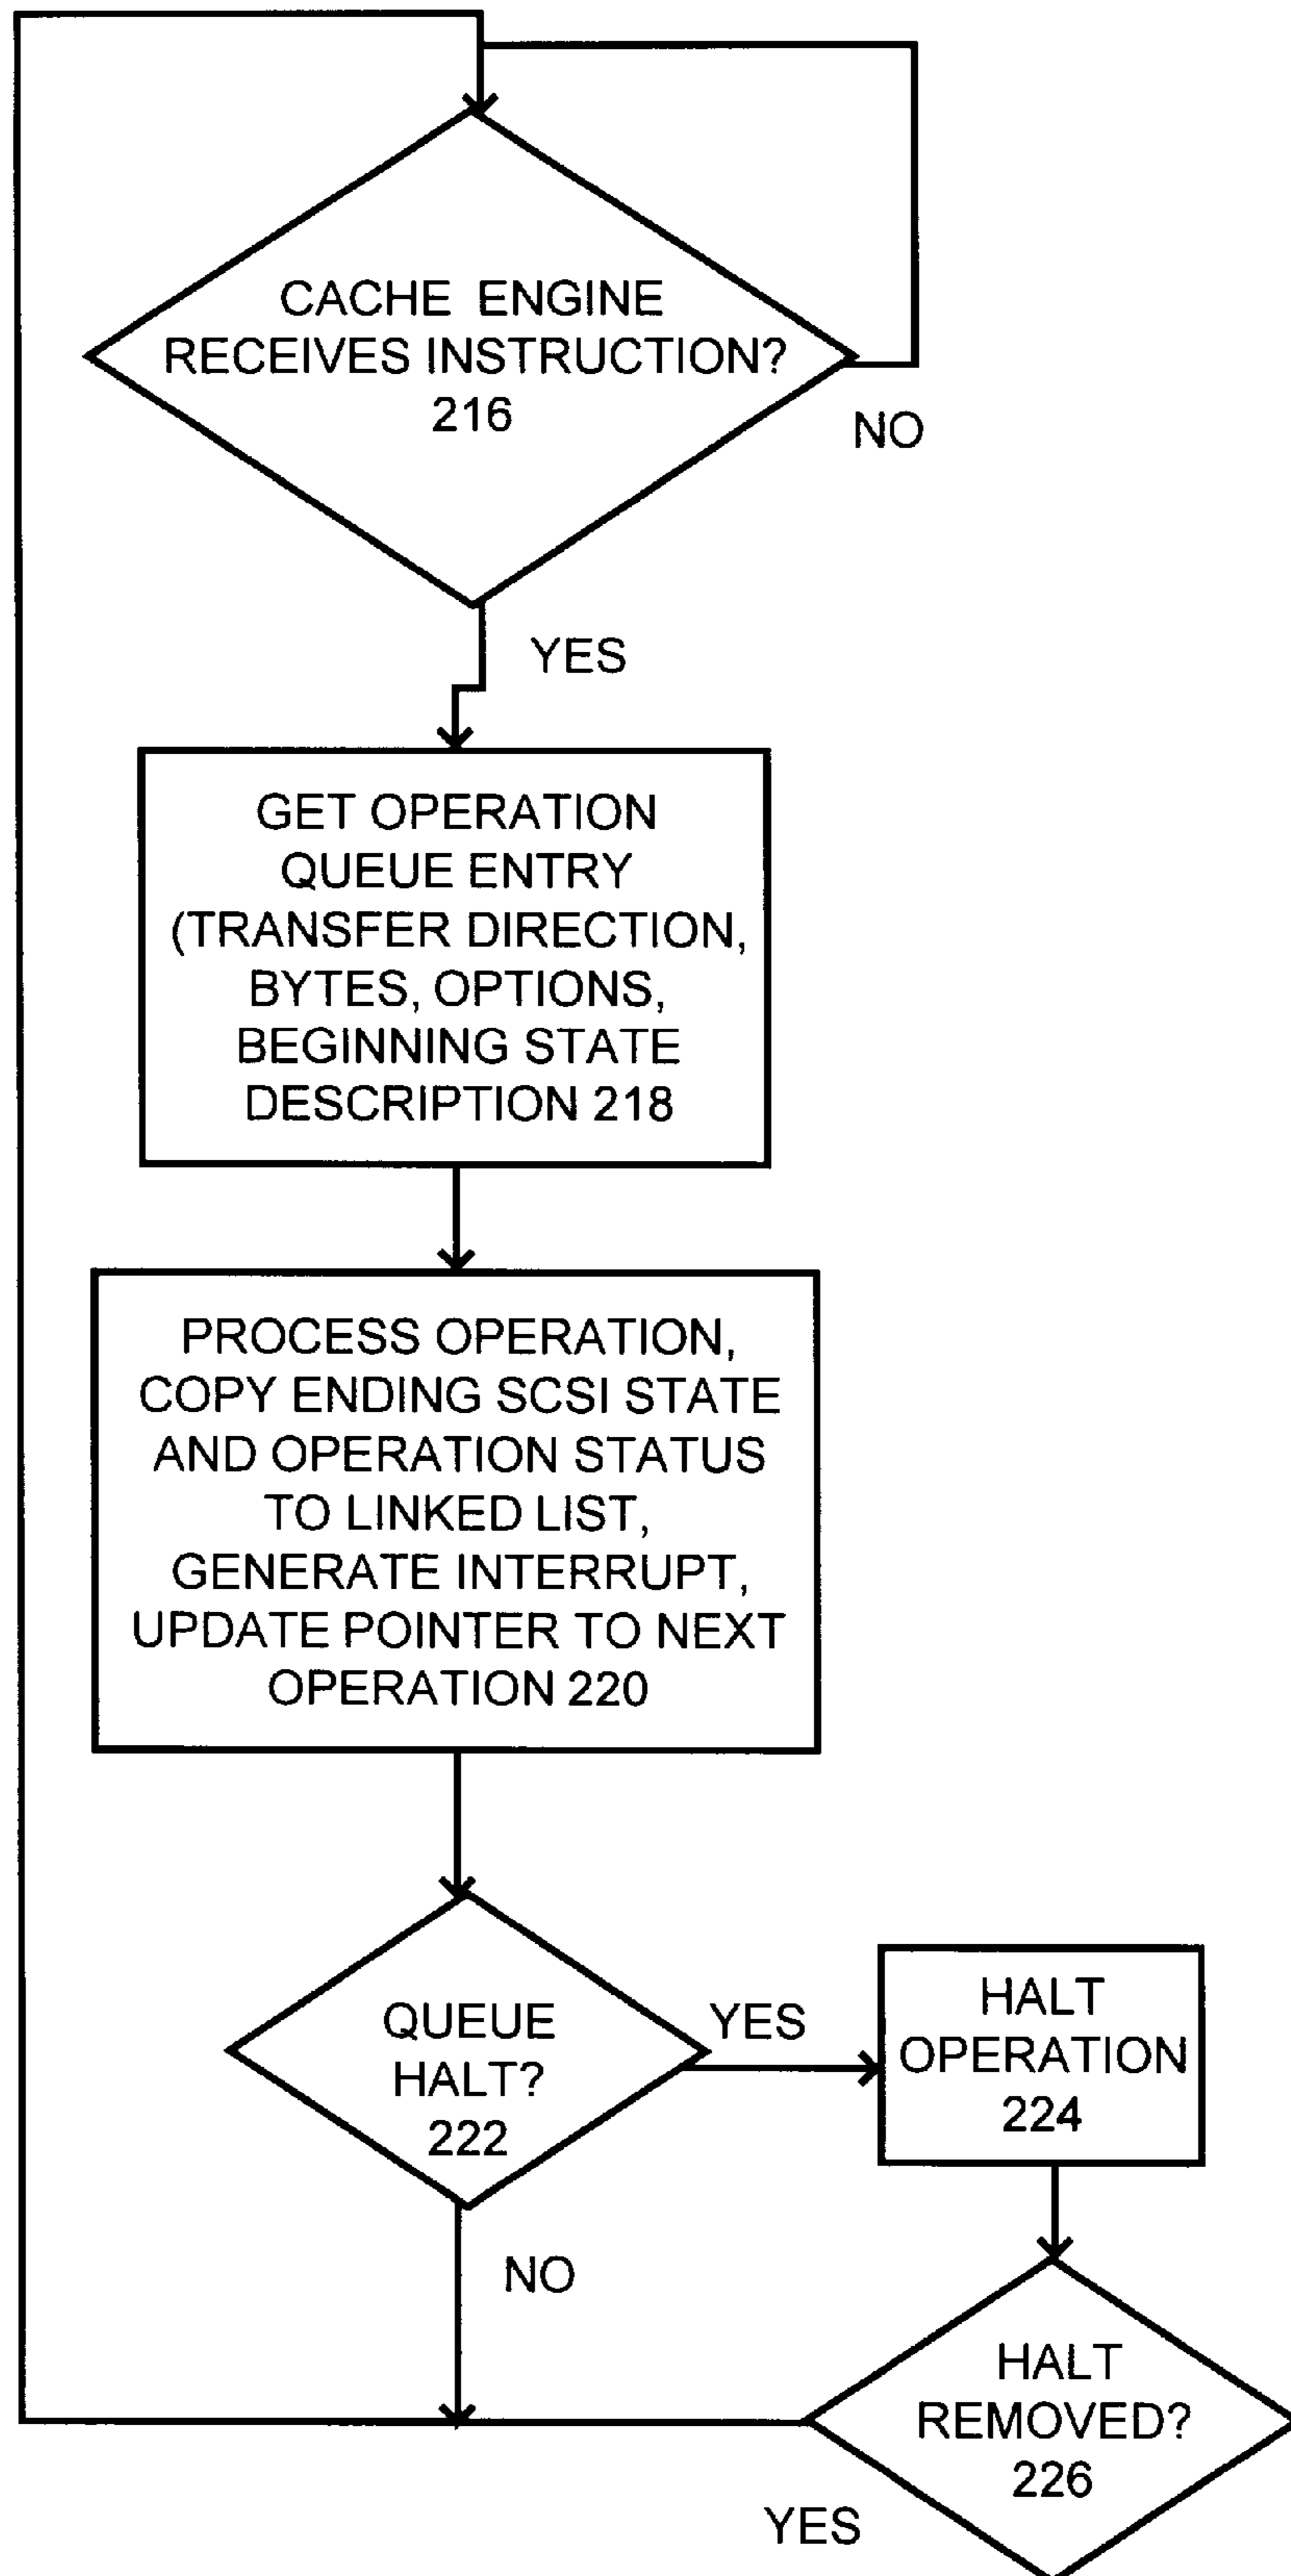 CACHE ENGINE
RECEIVES INSTRUCTION?
216
NO
YES
GET OPERATION
QUEUE ENTRY
(TRANSFER DIRECTION,
BYTES, OPTIONS,
BEGINNING STATE
DESCRIPTION 218
PROCESS OPERATION,
COPY ENDING SCSI STATE
AND OPERATION STATUS
TO LINKED LIST,
GENERATE INTERRUPT,
UPDATE POINTER TO NEXT
OPERATION 220
QUEUE
HALT?
222
YES
HALT
OPERATION
224
NO
HALT
REMOVED?
226
YES